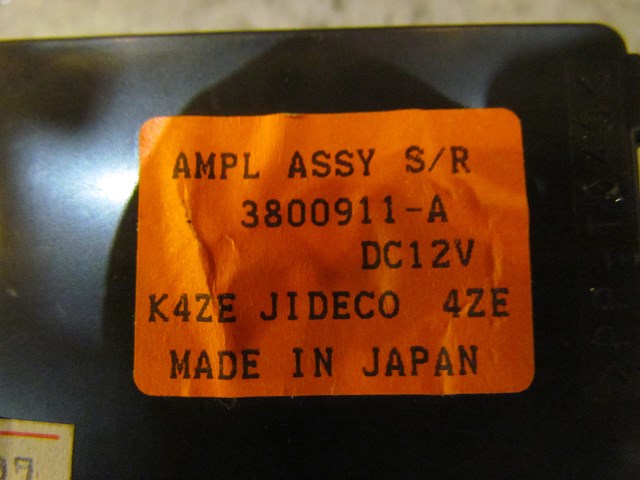 AMPL ASSY S/R
3800911-A
DC12V
K4ZE JIDECO 4ZE
MADE IN JAPAN